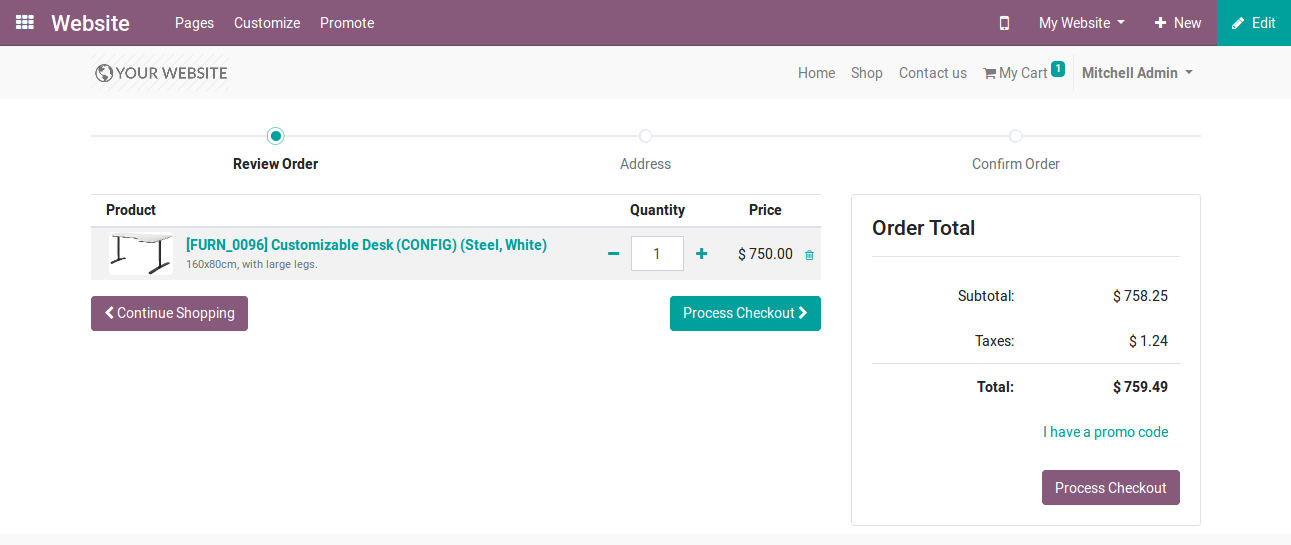 Website Pages Customize Promote My Website New Edit
YOUR WEBSITE Home Shop Contact us My Cart 1 Mitchell Admin
Review Order Address Confirm Order
Product Quantity Price
[FURN_0096] Customizable Desk (CONFIG) (Steel, White)
160x80cm, with large legs.
1 $ 750.00
Continue Shopping Process Checkout
Order Total
Subtotal: $ 758.25
Taxes: $ 1.24
Total: $ 759.49
I have a promo code
Process Checkout